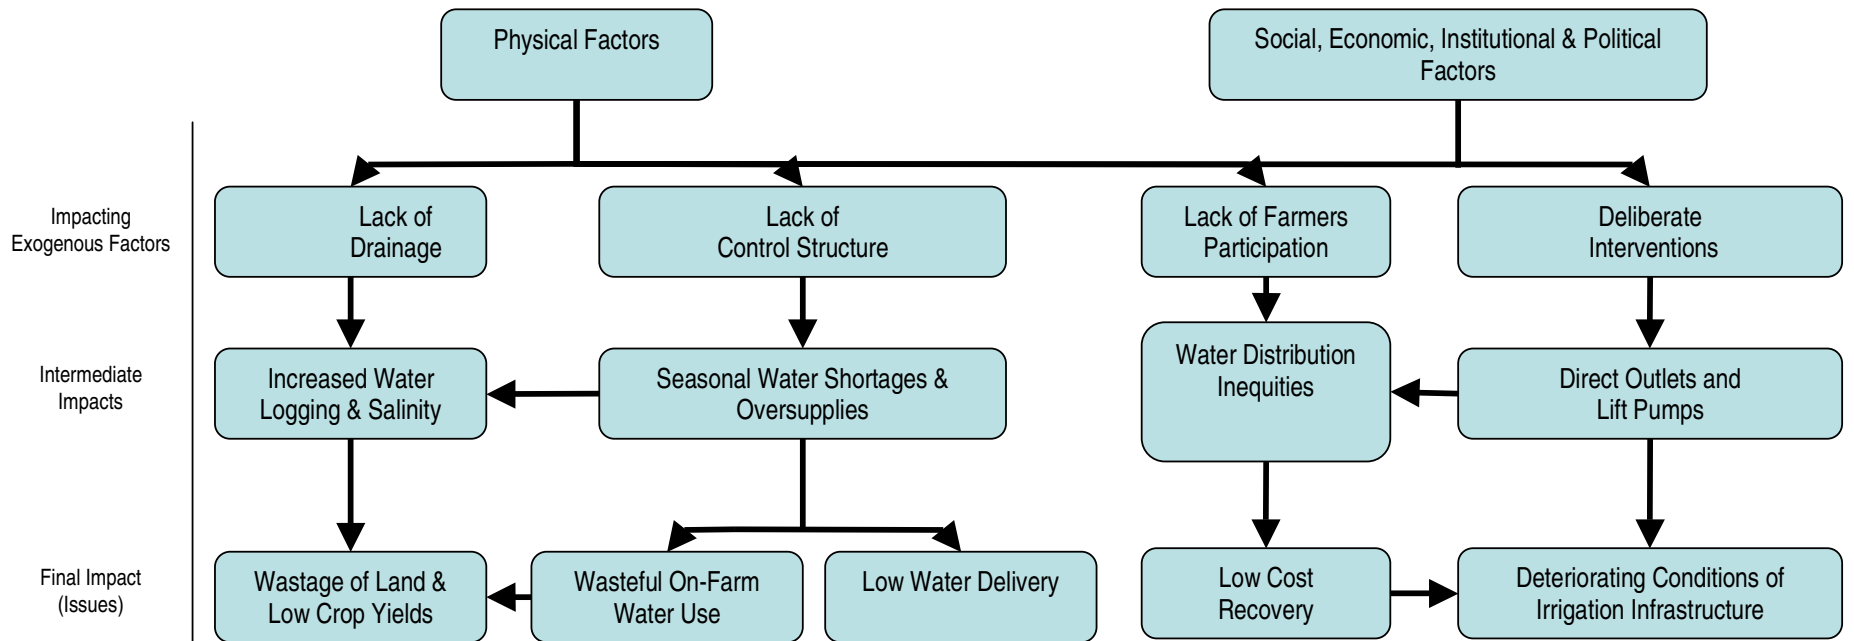 Physical Factors
Social, Economic, Institutional & Political
Factors
Impacting
Exogenous Factors
Lack of
Drainage
Lack of
Control Structure
Lack of Farmers
Participation
Deliberate
Interventions
Intermediate
Impacts
Increased Water
Logging & Salinity
Seasonal Water Shortages &
Oversupplies
Water Distribution
Inequities
Direct Outlets and
Lift Pumps
Final Impact
(Issues)
Wastage of Land &
Low Crop Yields
Wasteful On-Farm
Water Use
Low Water Delivery
Low Cost
Recovery
Deteriorating Conditions of
Irrigation Infrastructure